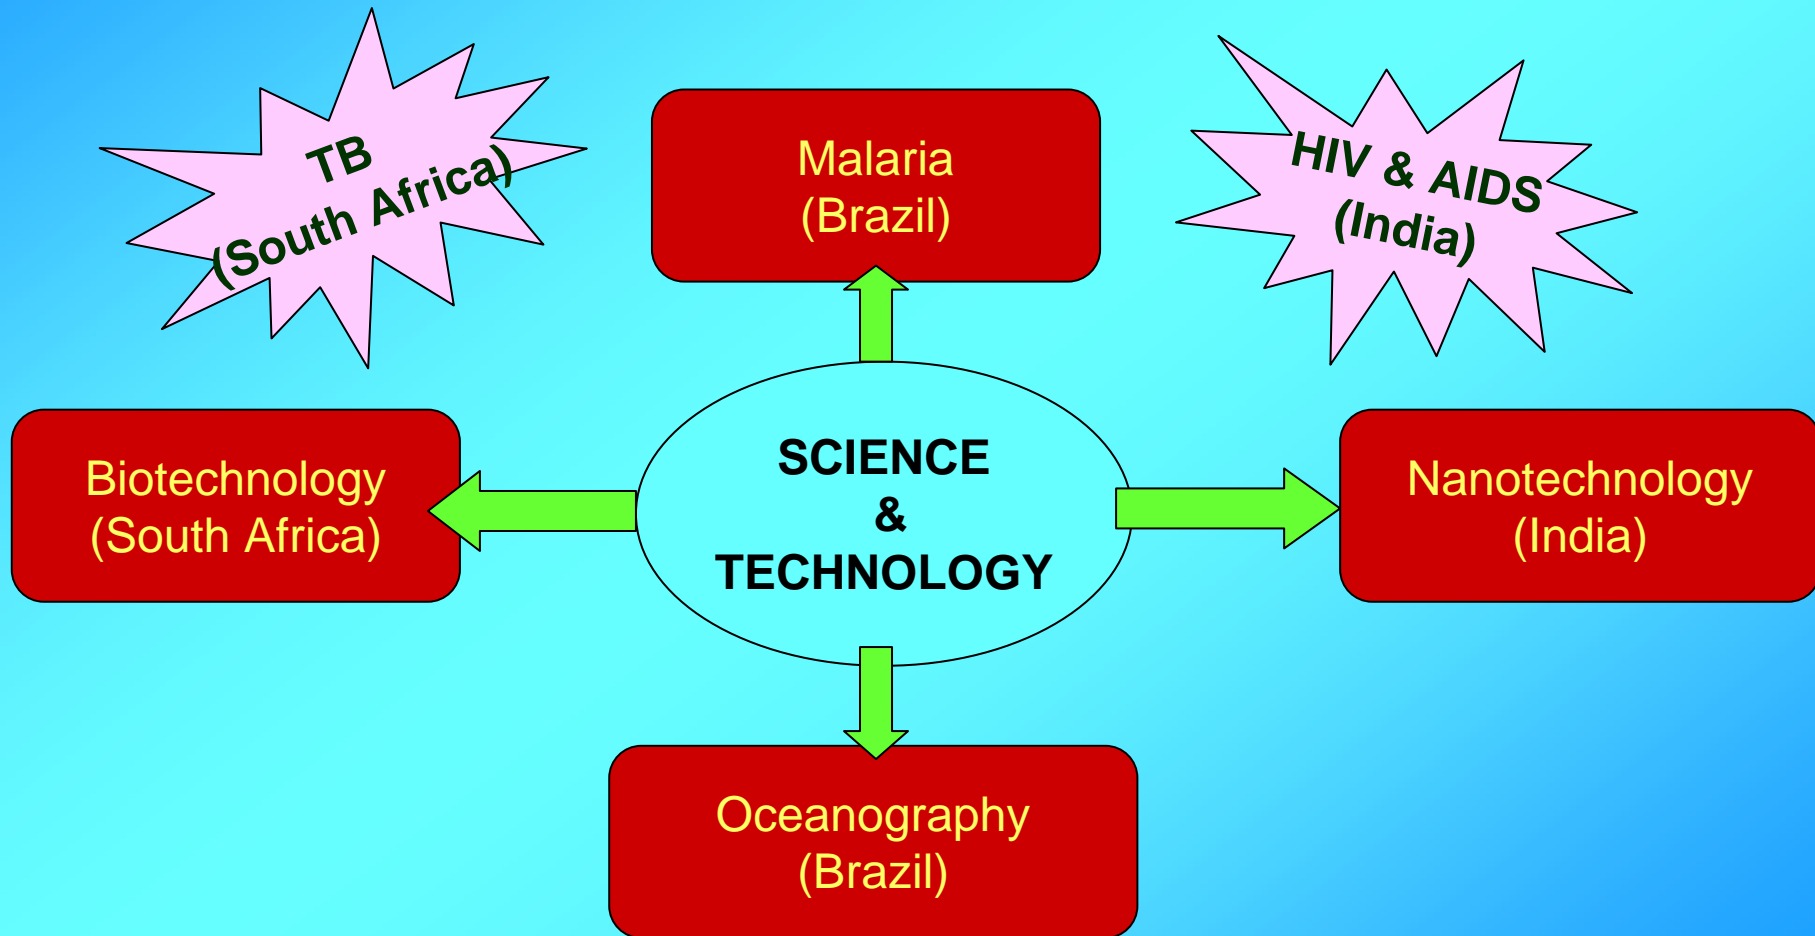 TB
(South Africa)
Malaria
(Brazil)
HIV & AIDS
(India)
Biotechnology
(South Africa)
SCIENCE
&
TECHNOLOGY
Nanotechnology
(India)
Oceanography
(Brazil)